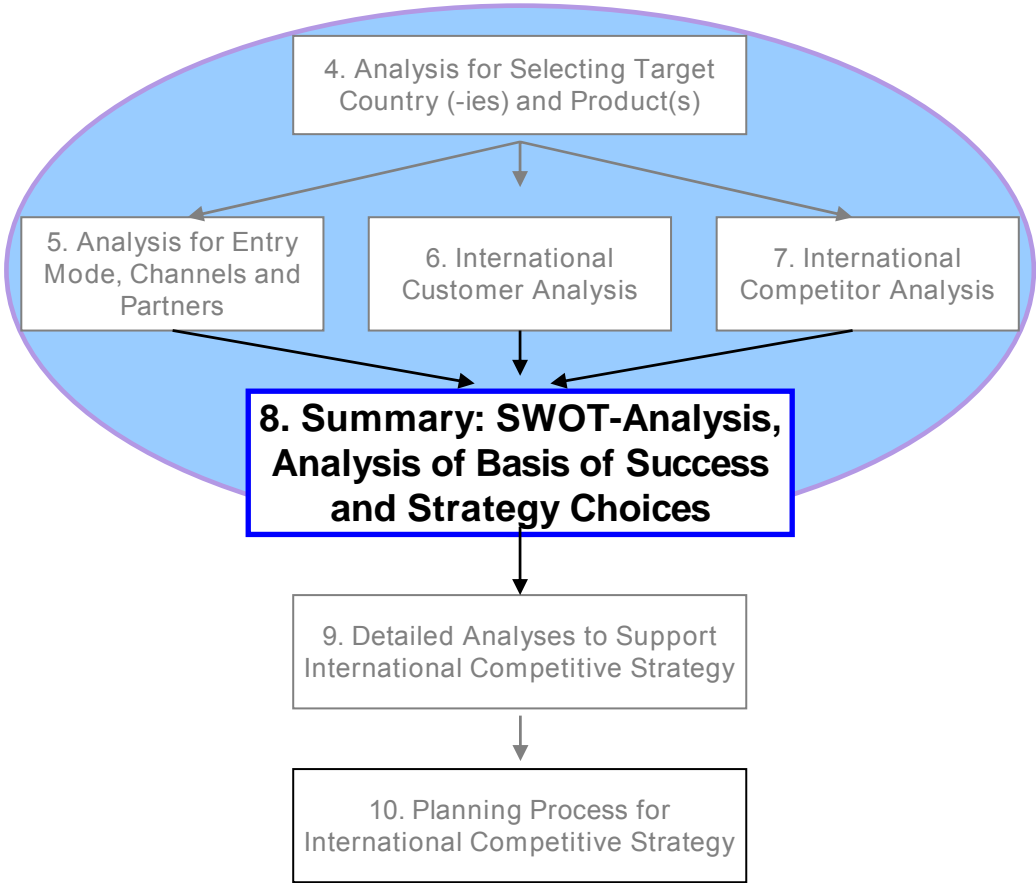 4. Analysis for Selecting Target
Country (-ies) and Product(s)
5. Analysis for Entry
Mode, Channels and
Partners
6. International
Customer Analysis
7. International
Competitor Analysis
8. Summary: SWOT-Analysis,
Analysis of Basis of Success
and Strategy Choices
9. Detailed Analyses to Support
International Competitive Strategy
10. Planning Process for
International Competitive Strategy